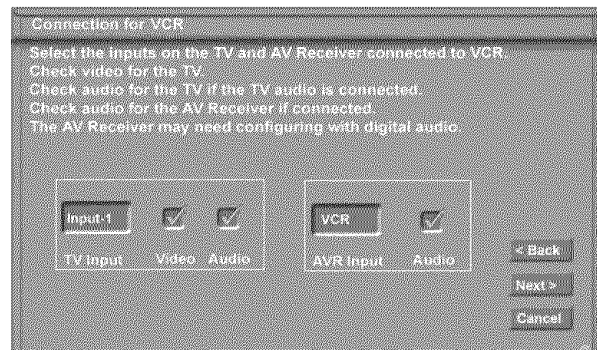 Connection for VCR
Select the inputs on the TV and AV Receiver connected to VCR.
Check video for the TV.
Check audio for the TV if the TV audio is connected.
Check audio for the AV Receiver if connected.
The AV Receiver may need configuring with digital audio.
Input-1
TV Input Video Audio
VCR
AVR Input Audio
< Back
Next >
Cancel